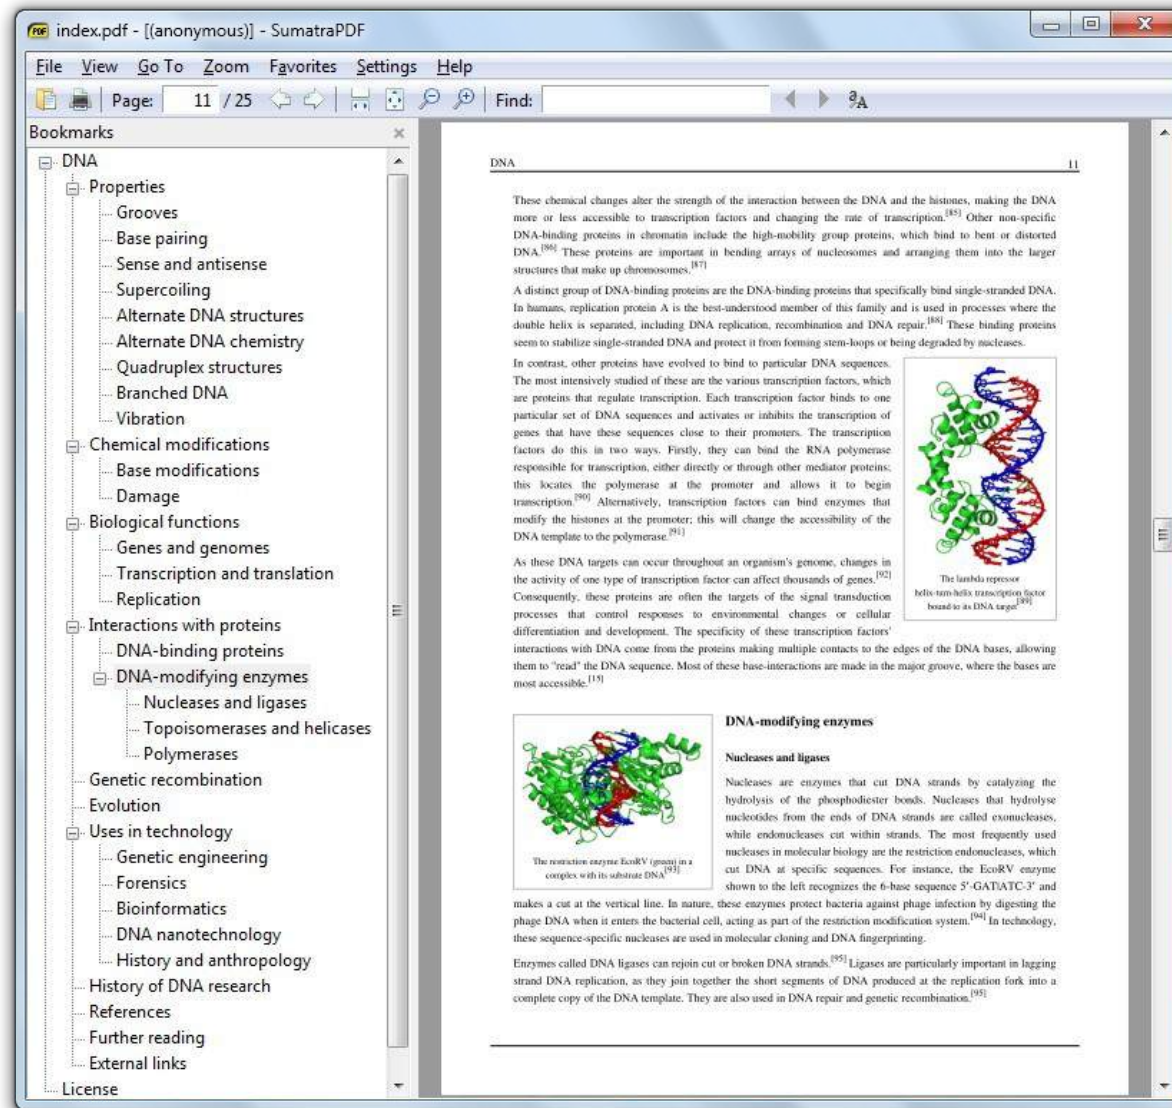 index.pdf - [(anonymous)] - SumatraPDF
File View Go To Zoom Favorites Settings Help
Page: 11 / 25 Find:
Bookmarks
DNA
Properties
Grooves
Base pairing
Sense and antisense
Supercoiling
Alternate DNA structures
Alternate DNA chemistry
Quadruplex structures
Branched DNA
Vibration
Chemical modifications
Base modifications
Damage
Biological functions
Genes and genomes
Transcription and translation
Replication
Interactions with proteins
DNA-binding proteins
DNA-modifying enzymes
Nucleases and ligases
Topoisomerases and helicases
Polymerases
Genetic recombination
Evolution
Uses in technology
Genetic engineering
Forensics
Bioinformatics
DNA nanotechnology
History and anthropology
History of DNA research
References
Further reading
External links
License
DNA 11
These chemical changes alter the strength of the interaction between the DNA and the histones, making the DNA
more or less accessible to transcription factors and changing the rate of transcription.[85] Other non-specific
DNA-binding proteins in chromatin include the high-mobility group proteins, which bind to bent or distorted
DNA.[86] These proteins are important in bending arrays of nucleosomes and arranging them into the larger
structures that make up chromosomes.[87]
A distinct group of DNA-binding proteins are the DNA-binding proteins that specifically bind single-stranded DNA.
In humans, replication protein A is the best-understood member of this family and is used in processes where the
double helix is separated, including DNA replication, recombination and DNA repair.[88] These binding proteins
seem to stabilize single-stranded DNA and protect it from forming stem-loops or being degraded by nucleases.
In contrast, other proteins have evolved to bind to particular DNA sequences.
The most intensively studied of these are the various transcription factors, which
are proteins that regulate transcription. Each transcription factor binds to one
particular set of DNA sequences and activates or inhibits the transcription of
genes that have these sequences close to their promoters. The transcription
factors do this in two ways. Firstly, they can bind the RNA polymerase
responsible for transcription, either directly or through other mediator proteins;
this locates the polymerase at the promoter and allows it to begin
transcription.[90] Alternatively, transcription factors can bind enzymes that
modify the histones at the promoter; this will change the accessibility of the
DNA template to the polymerase.[91]
The lambda repressor
helix-turn-helix transcription factor
bound to its DNA target[89]
As these DNA targets can occur throughout an organism's genome, changes in
the activity of one type of transcription factor can affect thousands of genes.[92]
Consequently, these proteins are often the targets of the signal transduction
processes that control responses to environmental changes or cellular
differentiation and development. The specificity of these transcription factors'
interactions with DNA come from the proteins making multiple contacts to the edges of the DNA bases, allowing
them to "read" the DNA sequence. Most of these base-interactions are made in the major groove, where the bases are
most accessible.[15]
The restriction enzyme EcoRV (green) in a
complex with its substrate DNA[93]
DNA-modifying enzymes
Nucleases and ligases
Nucleases are enzymes that cut DNA strands by catalyzing the
hydrolysis of the phosphodiester bonds. Nucleases that hydrolyse
nucleotides from the ends of DNA strands are called exonucleases,
while endonucleases cut within strands. The most frequently used
nucleases in molecular biology are the restriction endonucleases, which
cut DNA at specific sequences. For instance, the EcoRV enzyme
shown to the left recognizes the 6-base sequence 5′-GAT|ATC-3′ and
makes a cut at the vertical line. In nature, these enzymes protect bacteria against phage infection by digesting the
phage DNA when it enters the bacterial cell, acting as part of the restriction modification system.[94] In technology,
these sequence-specific nucleases are used in molecular cloning and DNA fingerprinting.
Enzymes called DNA ligases can rejoin cut or broken DNA strands.[95] Ligases are particularly important in lagging
strand DNA replication, as they join together the short segments of DNA produced at the replication fork into a
complete copy of the DNA template. They are also used in DNA repair and genetic recombination.[95]